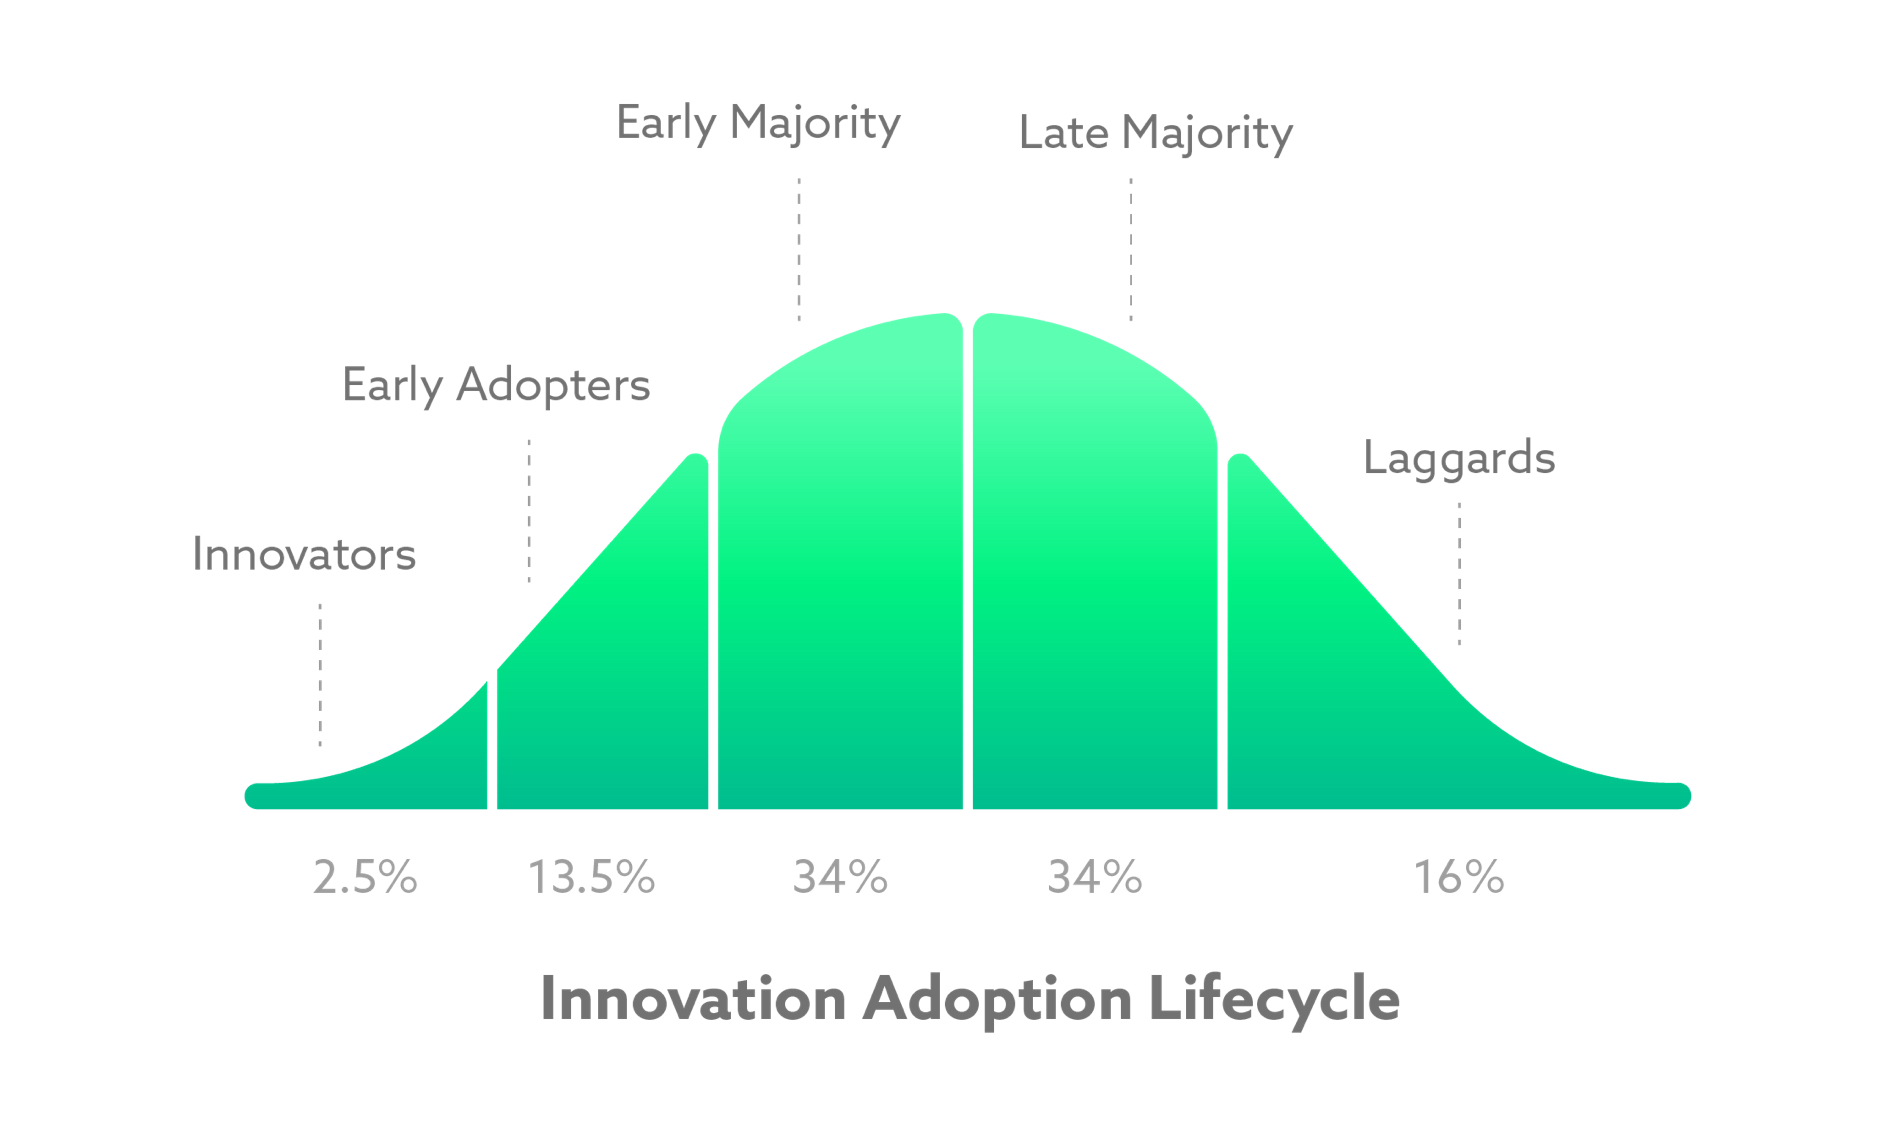 Early Majority
Late Majority
Early Adopters
Laggards
Innovators
2.5%
13.5%
34%
34%
16%
Innovation Adoption Lifecycle